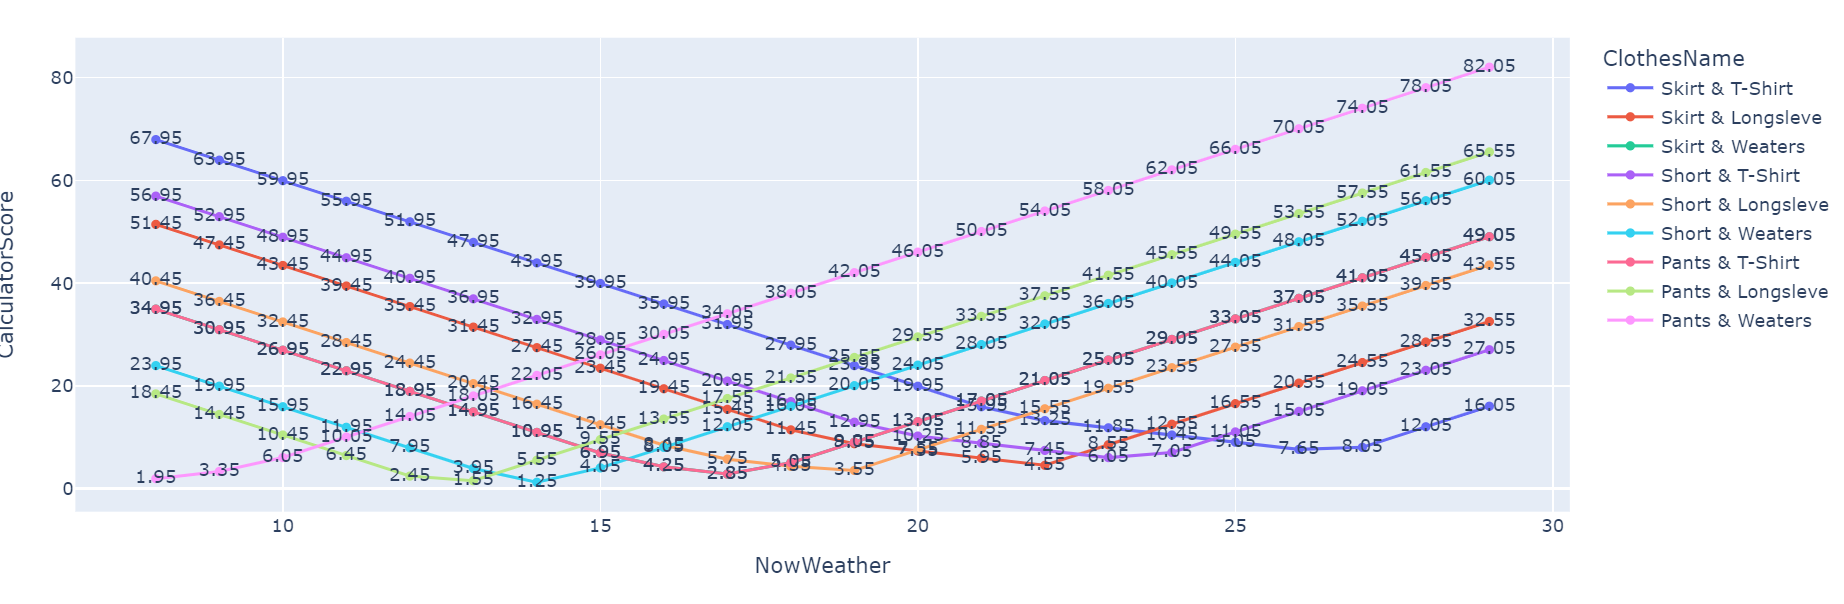 ClothesName
Skirt & T-Shirt
Skirt & Longsleve
Skirt & Weaters
Short & T-Shirt
Short & Longsleve
Short & Weaters
Pants & T-Shirt
Pants & Longsleve
Pants & Weaters
CalculatorScore
80
60
40
20
0
67.95 63.95 59.95 55.95 51.95 47.95 43.95 39.95 35.95 31.95 27.95 23.95 19.95 15.95 13.25 11.85 10.45 9.05 7.65 8.05 12.05 16.05
56.95 52.95 48.95 44.95 40.95 36.95 32.95 28.95 24.95 20.95 16.95 12.95 10.25 8.85 7.45 6.05 7.05 11.05 15.05 19.05 23.05 27.05
51.45 47.45 43.45 39.45 35.45 31.45 27.45 23.45 19.45 15.45 11.45 5.95 4.55 8.55 12.55 16.55 20.55 24.55 28.55 32.55
40.45 36.45 32.45 28.45 24.45 20.45 16.45 12.45 5.75 3.55 7.55 11.55 15.55 19.55 23.55 27.55 31.55 35.55 39.55 43.55
34.95 30.95 26.95 22.95 18.95 14.95 10.95 6.95 4.25 2.85 5.05 9.05 13.05 17.05 21.05 25.05 29.05 33.05 37.05 41.05 45.05 49.05
23.95 19.95 15.95 11.95 7.95 3.95 1.25 4.05 8.05 12.05 16.05 20.05 24.05 28.05 32.05 36.05 40.05 44.05 48.05 52.05 56.05 60.05
18.45 14.45 10.45 6.45 2.45 1.55 5.55 9.55 13.55 17.55 21.55 25.55 29.55 33.55 37.55 41.55 45.55 49.55 53.55 57.55 61.55 65.55
1.95 3.35 6.05 10.05 14.05 18.05 22.05 26.05 30.05 34.05 38.05 42.05 46.05 50.05 54.05 58.05 62.05 66.05 70.05 74.05 78.05 82.05
10
15
20
25
30
NowWeather